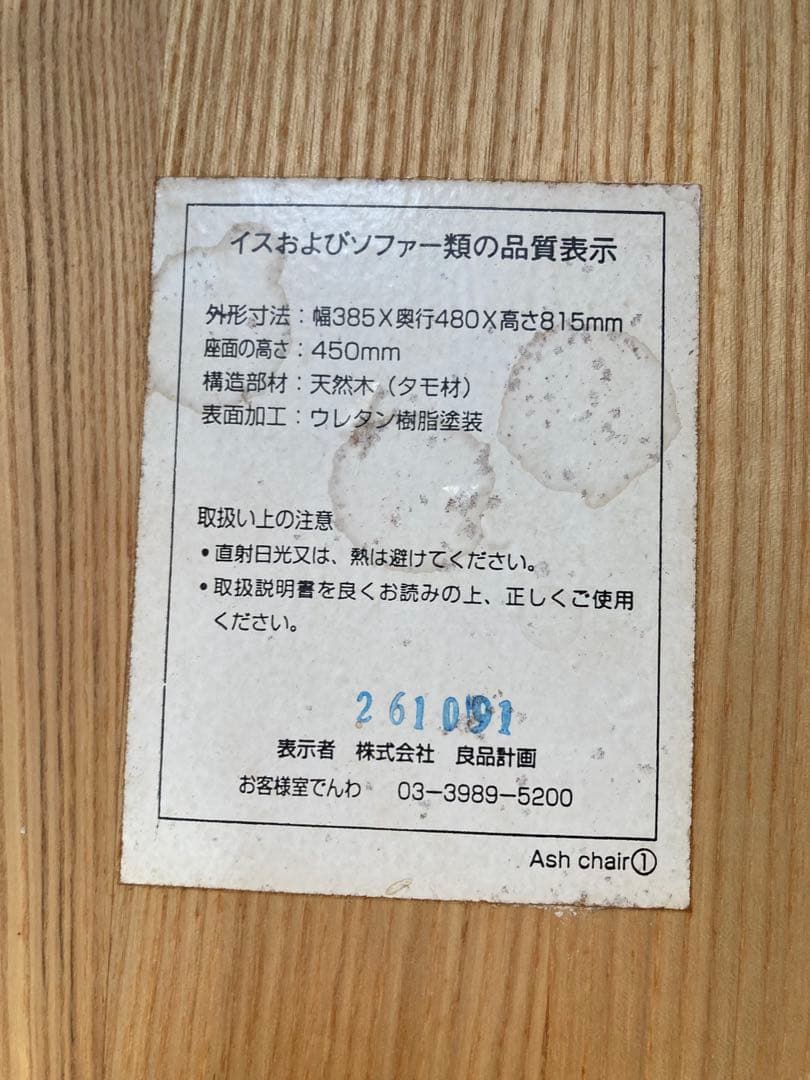 イスおよびソファー類の品質表示
外形寸法：幅385X奥行480X高さ815mm
座面の高さ：450mm
構造部材：天然木（タモ材）
表面加工：ウレタン樹脂塗装
取扱い上の注意
•直射日光又は、熱は避けてください。
•取扱説明書を良くお読みの上、正しくご使用
ください。
261091
表示者　株式会社　良品計画
お客様室でんわ　03－3989－5200
Ash chair①